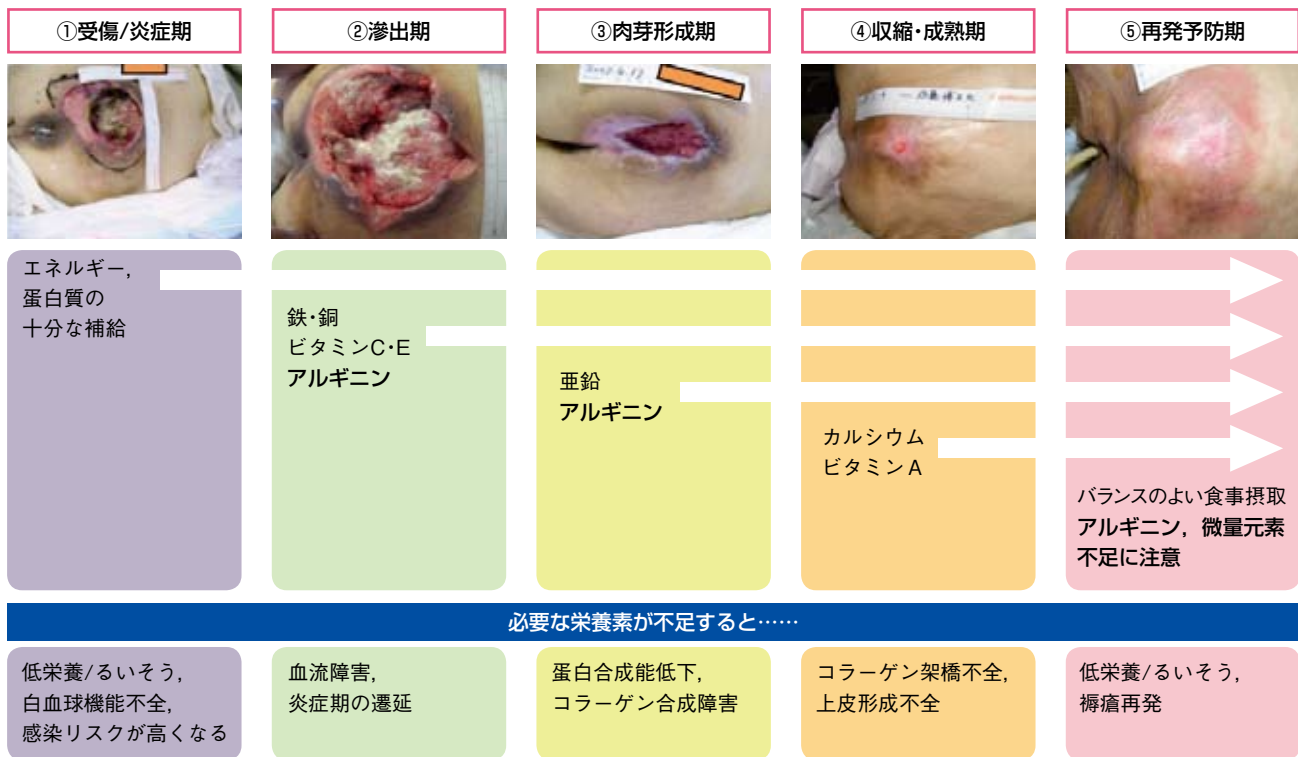 ①受傷/炎症期
②滲出期
③肉芽形成期
④収縮・成熟期
⑤再発予防期
エネルギー,
蛋白質の
十分な補給
鉄・銅
ビタミンC・E
アルギニン
亜鉛
アルギニン
カルシウム
ビタミンA
バランスのよい食事摂取
アルギニン, 微量元素
不足に注意
必要な栄養素が不足すると……
低栄養/るいそう,
白血球機能不全,
感染リスクが高くなる
血流障害,
炎症期の遷延
蛋白合成能低下,
コラーゲン合成障害
コラーゲン架橋不全,
上皮形成不全
低栄養/るいそう,
褥瘡再発